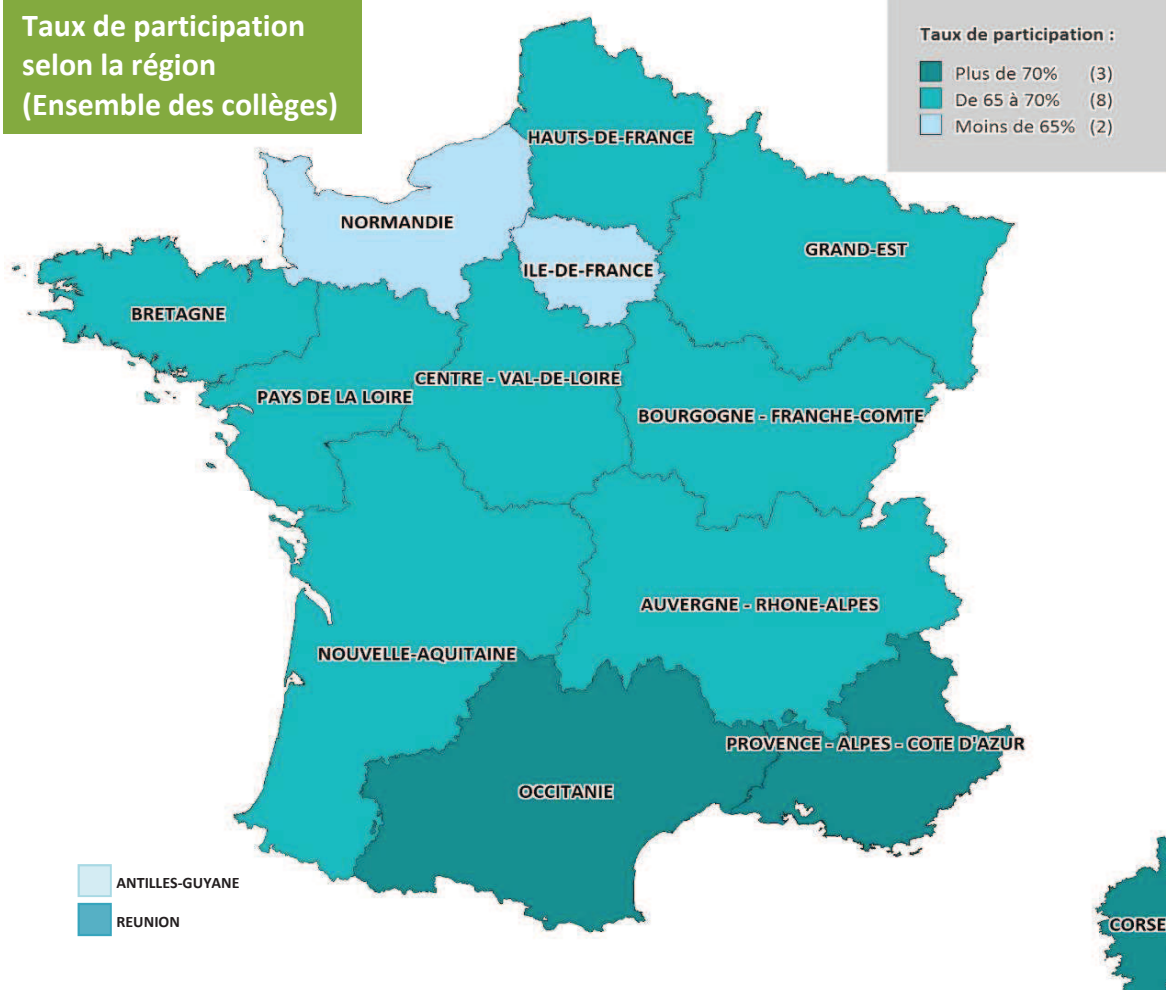 Taux de participation
selon la région
(Ensemble des collèges)
Taux de participation :
Plus de 70% (3)
De 65 à 70% (8)
Moins de 65% (2)
HAUTS-DE-FRANCE
NORMANDIE
ILE-DE-FRANCE
GRAND-EST
BRETAGNE
PAYS DE LA LOIRE
CENTRE - VAL-DE-LOIRE
BOURGOGNE - FRANCHE-COMTE
AUVERGNE - RHONE-ALPES
NOUVELLE-AQUITAINE
PROVENCE - ALPES - COTE D'AZUR
OCCITANIE
ANTILLES-GUYANE
REUNION
CORSE